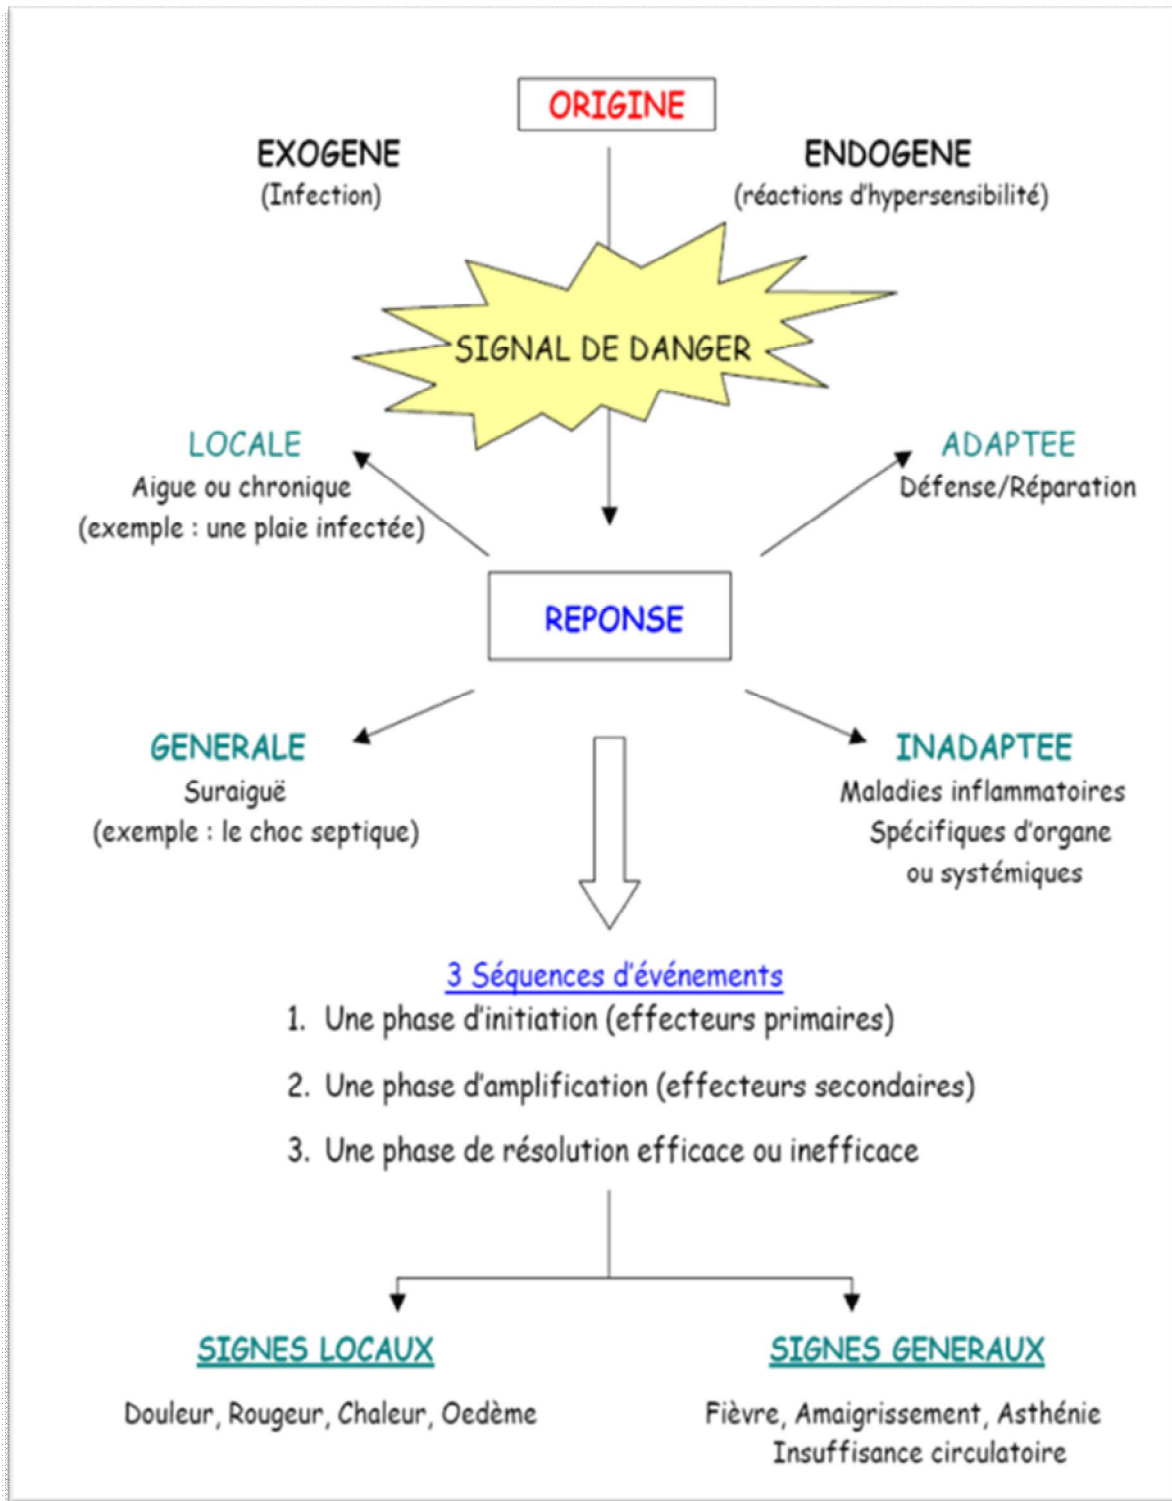 ORIGINE
EXOGENE
(Infection)
ENDOGENE
(réactions d'hypersensibilité)
SIGNAL DE DANGER
LOCALE
Aigue ou chronique
(exemple : une plaie infectée)
ADAPTEE
Défense/Réparation
REPONSE
GENERALE
Suraiguë
(exemple : le choc septique)
INADAPTEE
Maladies inflammatoires
Spécifiques d'organe
ou systémiques
3 Séquences d'événements
1. Une phase d'initiation (effecteurs primaires)
2. Une phase d'amplification (effecteurs secondaires)
3. Une phase de résolution efficace ou inefficace
SIGNES LOCAUX
Douleur, Rougeur, Chaleur, Oedème
SIGNES GENERAUX
Fièvre, Amaigrissement, Asthénie
Insuffisance circulatoire